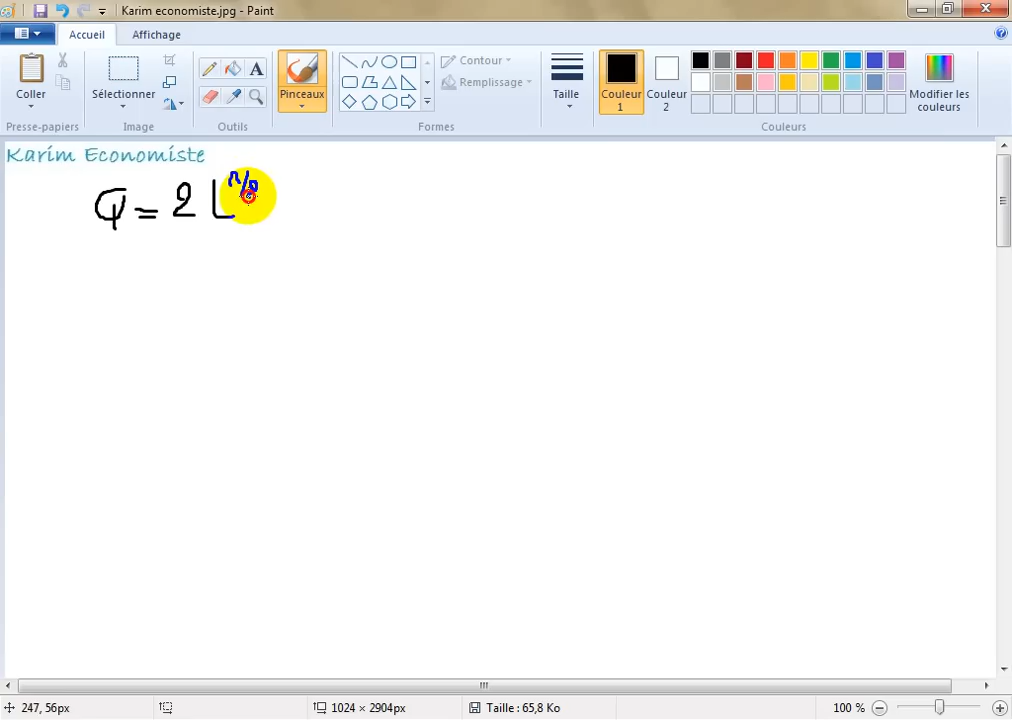 Karim economiste.jpg - Paint
Accueil Affichage
Coller Sélectionner Pinceaux Contour Remplissage Taille Couleur 1 Couleur 2 Modifier les couleurs
Presse-papiers Image Outils Formes Couleurs
Karim Economiste
= 2 L
247, 56px 1024 × 2904px Taille : 65,8 Ko 100 %